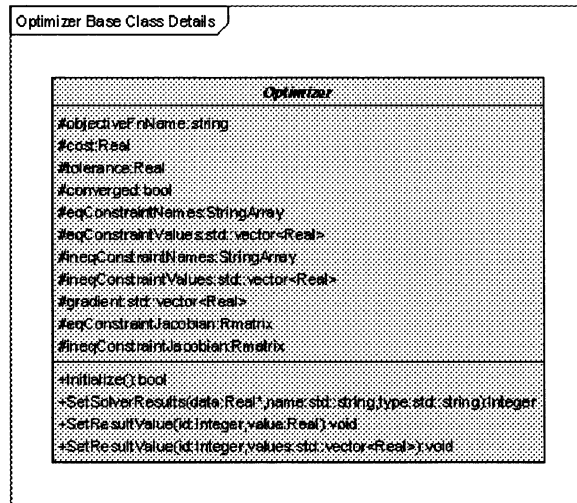 Optimizer Base Class Details
Optimizer
#objectiveFnName:string
#cost:Real
#tolerance:Real
#converged:bool
#eqConstraintNames:StringArray
#eqConstraintValues:std::vector<Real>
#ineqConstraintNames:StringArray
#ineqConstraintValues:std::vector<Real>
#gradient:std::vector<Real>
#eqConstraintJacobian:Rmatrix
#ineqConstraintJacobian:Rmatrix
+Initialize():bool
+SetSolverResults(data:Real*,name:std::string,type:std::string):Integer
+SetResultValue(id:Integer,value:Real):void
+SetResultValue(id:Integer,values:std::vector<Real>):void